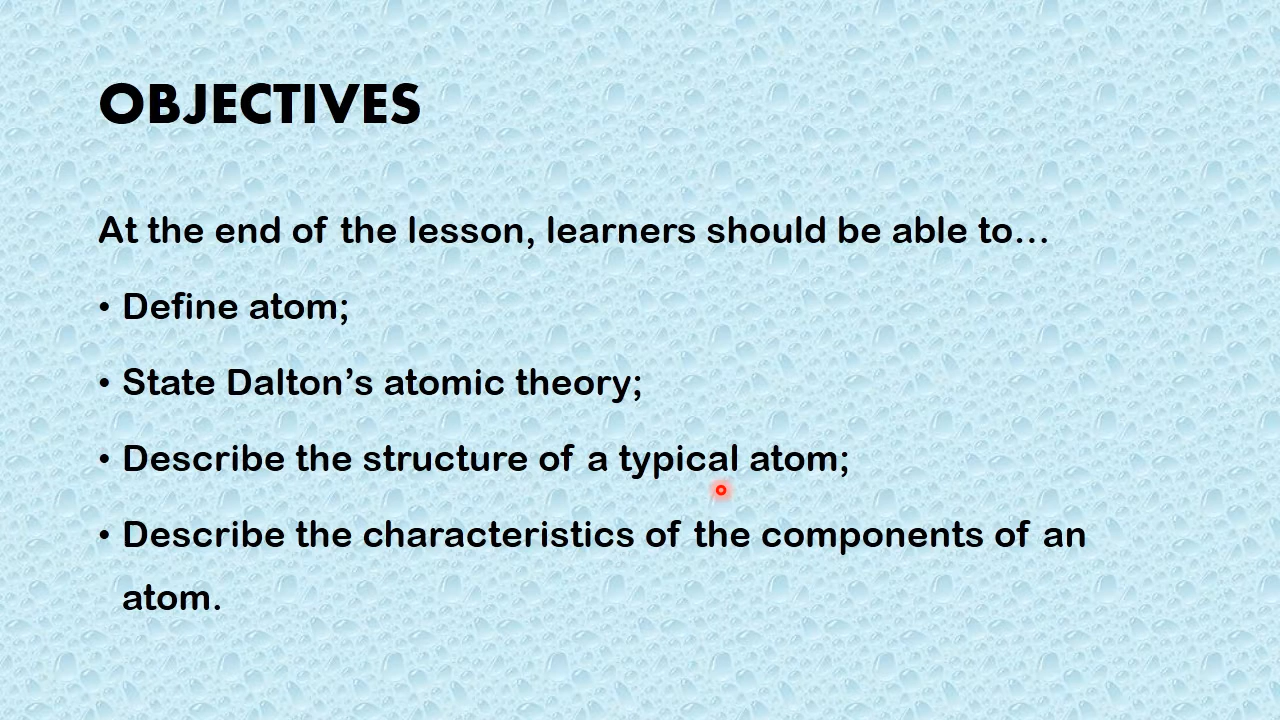 OBJECTIVES
At the end of the lesson, learners should be able to…
• Define atom;
• State Dalton’s atomic theory;
• Describe the structure of a typical atom;
• Describe the characteristics of the components of an
atom.